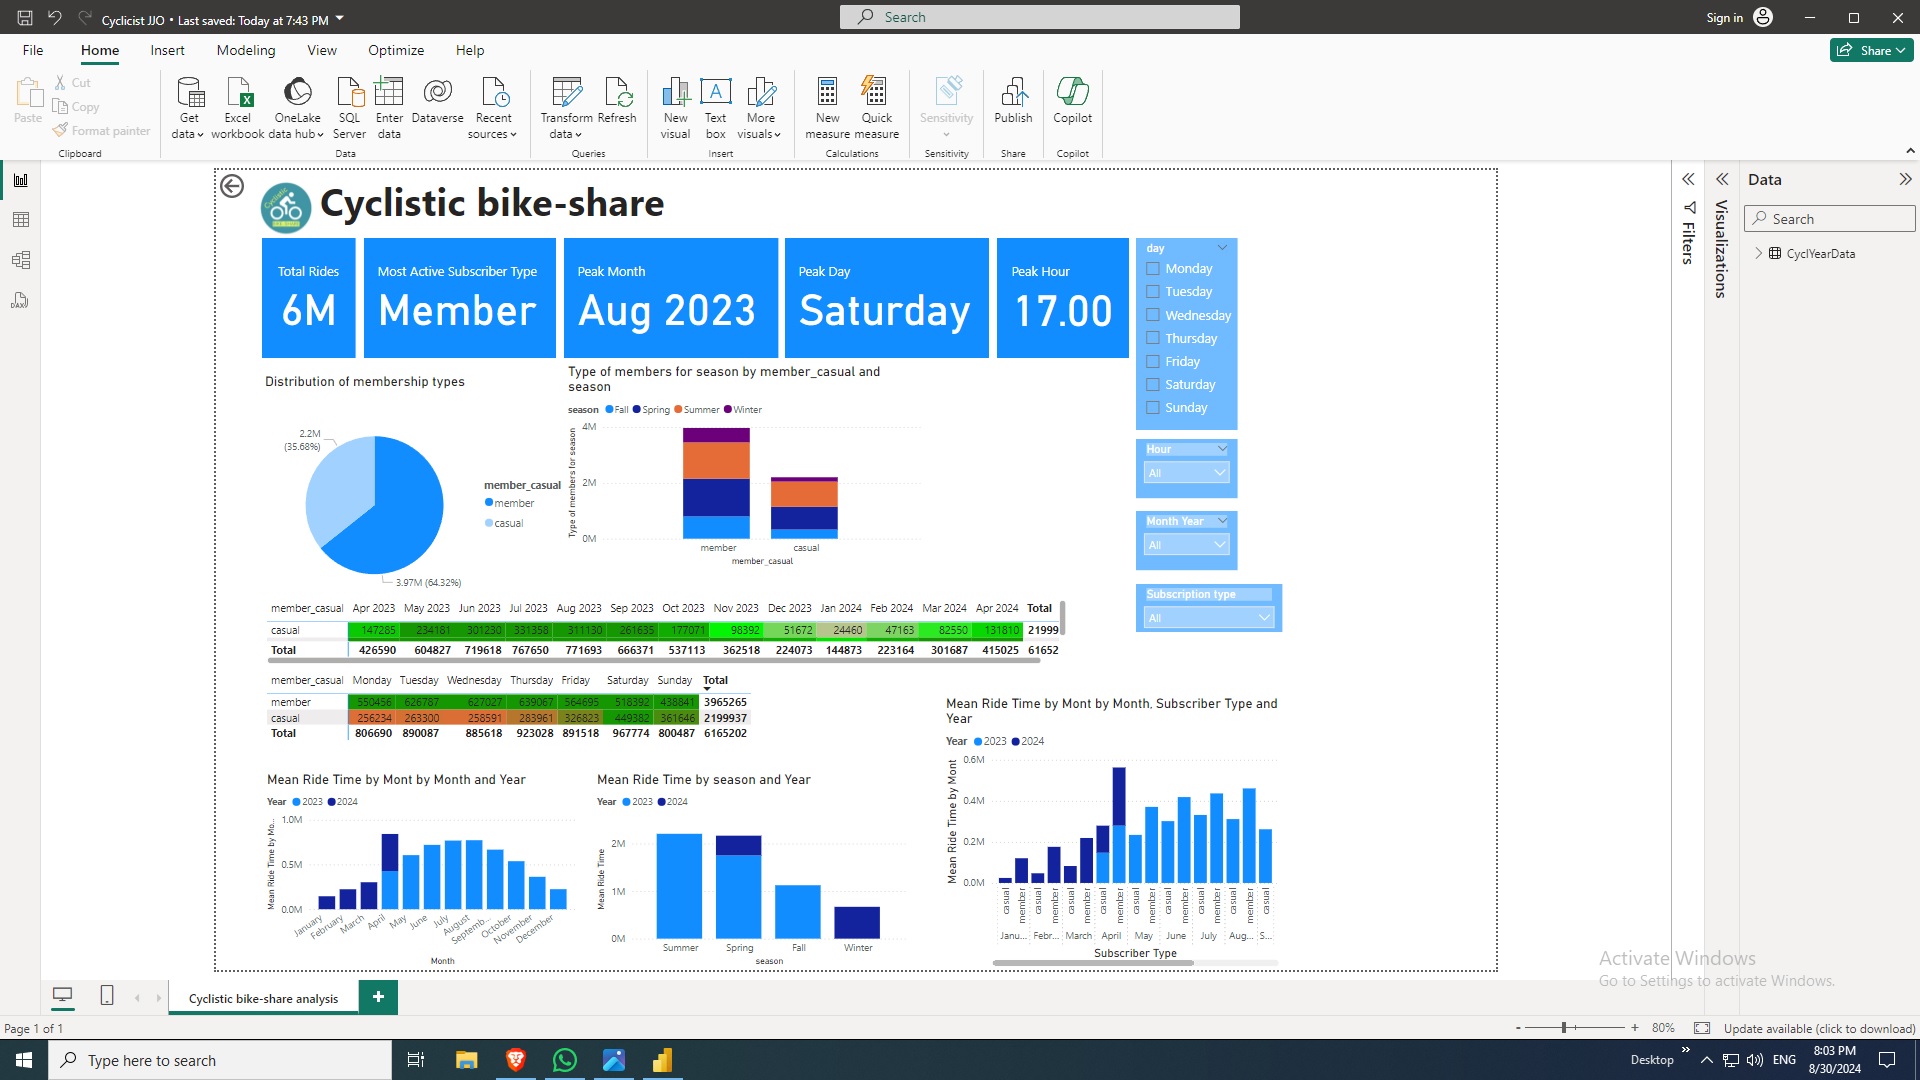 Cyclicist JJO • Last saved: Today at 7:43 PM
Search
Sign in
File Home Insert Modeling View Optimize Help
Share
Paste
Cut
Copy
Format painter
Clipboard
Get data
Excel workbook
OneLake data hub
SQL Server
Enter data
Dataverse
Recent sources
Data
Transform data
Refresh
Queries
New visual
Text box
More visuals
Insert
New measure
Quick measure
Calculations
Sensitivity
Sensitivity
Publish
Share
Copilot
Copilot
Cyclistic bike-share
Total Rides
6M
Most Active Subscriber Type
Member
Peak Month
Aug 2023
Peak Day
Saturday
Peak Hour
17.00
day
Monday
Tuesday
Wednesday
Thursday
Friday
Saturday
Sunday
Hour
All
Month Year
All
Subscription type
All
Distribution of membership types
2.2M
(35.68%)
3.97M (64.32%)
member_casual
member
casual
Type of members for season by member_casual and
season
season Fall Spring Summer Winter
Type of members for season
4M
2M
0M
member casual
member_casual
member_casual Apr 2023 May 2023 Jun 2023 Jul 2023 Aug 2023 Sep 2023 Oct 2023 Nov 2023 Dec 2023 Jan 2024 Feb 2024 Mar 2024 Apr 2024 Total
casual 147285 234181 301230 331358 311130 261635 177071 98392 51672 24460 47163 82550 131810 21999
Total 426590 604827 719618 767650 771693 666371 537113 362518 224073 144873 223164 301687 415025 61652
member_casual Monday Tuesday Wednesday Thursday Friday Saturday Sunday Total
member 550456 626787 627027 639067 564695 518392 438841 3965265
casual 256234 263300 258591 283961 326823 449382 361646 2199937
Total 806690 890087 885618 923028 891518 967774 800487 6165202
Mean Ride Time by Mont by Month and Year
Year 2023 2024
Mean Ride Time by Mo...
1.0M
0.5M
0.0M
January February March April May June July August Septemb... October November December
Month
Mean Ride Time by season and Year
Year 2023 2024
Mean Ride Time
2M
1M
0M
Summer Spring Fall Winter
season
Mean Ride Time by Mont by Month, Subscriber Type and
Year
Year 2023 2024
Mean Ride Time by Mont
0.6M
0.4M
0.2M
0.0M
casual member casual member casual member casual member casual member casual member casual member casual member casual
Janu... Febr... March April May June July Aug... S...
Subscriber Type
Filters
Visualizations
Data
Search
CyclYearData
Activate Windows
Go to Settings to activate Windows.
Cyclistic bike-share analysis
Page 1 of 1
80%
Update available (click to download)
Type here to search
Desktop
ENG
8:03 PM
8/30/2024